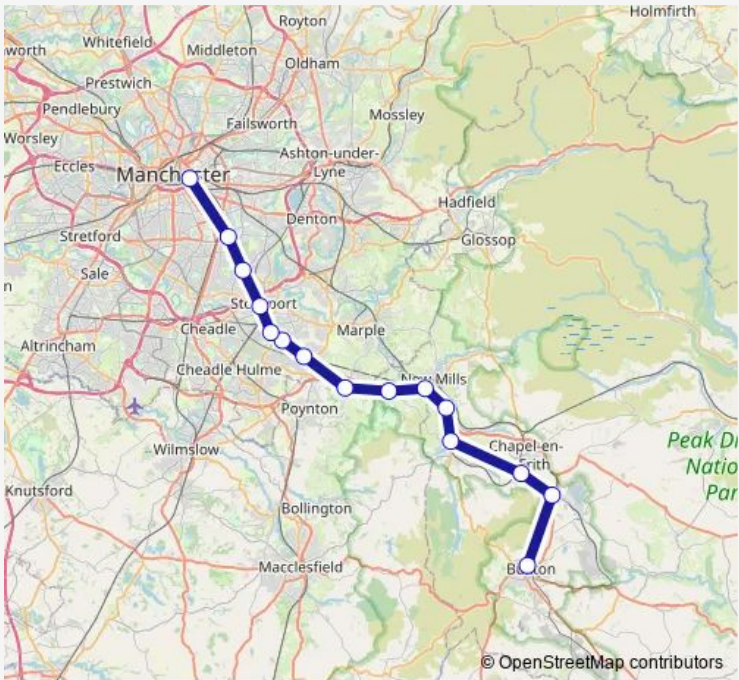 Holmfirth
Royton
Whitefield
Middleton
Oldham
Prestwich
Pendlebury
Mossley
Failsworth
Worsley
Ashton-under-
Lyne
Eccles
Manchester
Hadfield
Denton
Stretford
Glossop
Sale
Stockport
Cheadle
Marple
Altrincham
Cheadle Hulme
New Mills
Poynton
Chapel-en-
Frith
Peak Di
Natio
Par
Wilmslow
Knutsford
Bollington
Macclesfield
Buxton
© OpenStreetMap contributors